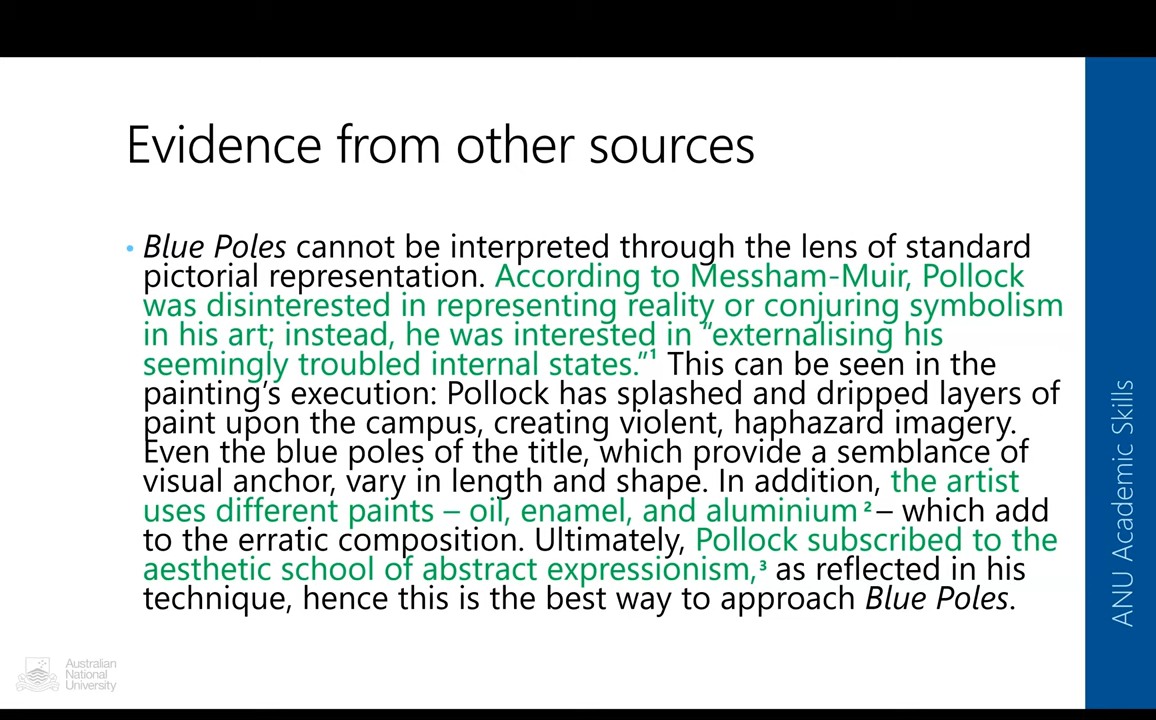 Evidence from other sources
• Blue Poles cannot be interpreted through the lens of standard
pictorial representation. According to Messham-Muir, Pollock
was disinterested in representing reality or conjuring symbolism
in his art; instead, he was interested in “externalising his
seemingly troubled internal states.”¹ This can be seen in the
painting’s execution: Pollock has splashed and dripped layers of
paint upon the campus, creating violent, haphazard imagery.
Even the blue poles of the title, which provide a semblance of
visual anchor, vary in length and shape. In addition, the artist
uses different paints – oil, enamel, and aluminium ² – which add
to the erratic composition. Ultimately, Pollock subscribed to the
aesthetic school of abstract expressionism,³ as reflected in his
technique, hence this is the best way to approach Blue Poles.
ANU Academic Skills
Australian
National
University